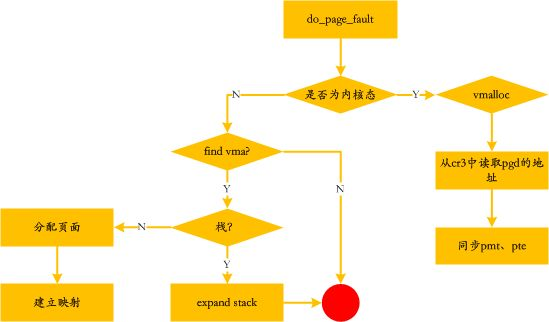 do_page_fault
是否为内核态
N
Y
vmalloc
find vma?
从cr3中读取pgd的地
址
Y
N
分配页面
N
栈?
同步pmt、pte
Y
建立映射
expand stack